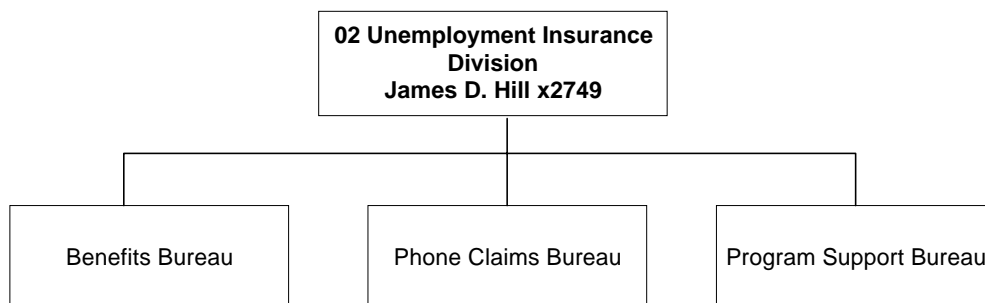 02 Unemployment Insurance
Division
James D. Hill x2749
Benefits Bureau
Phone Claims Bureau
Program Support Bureau